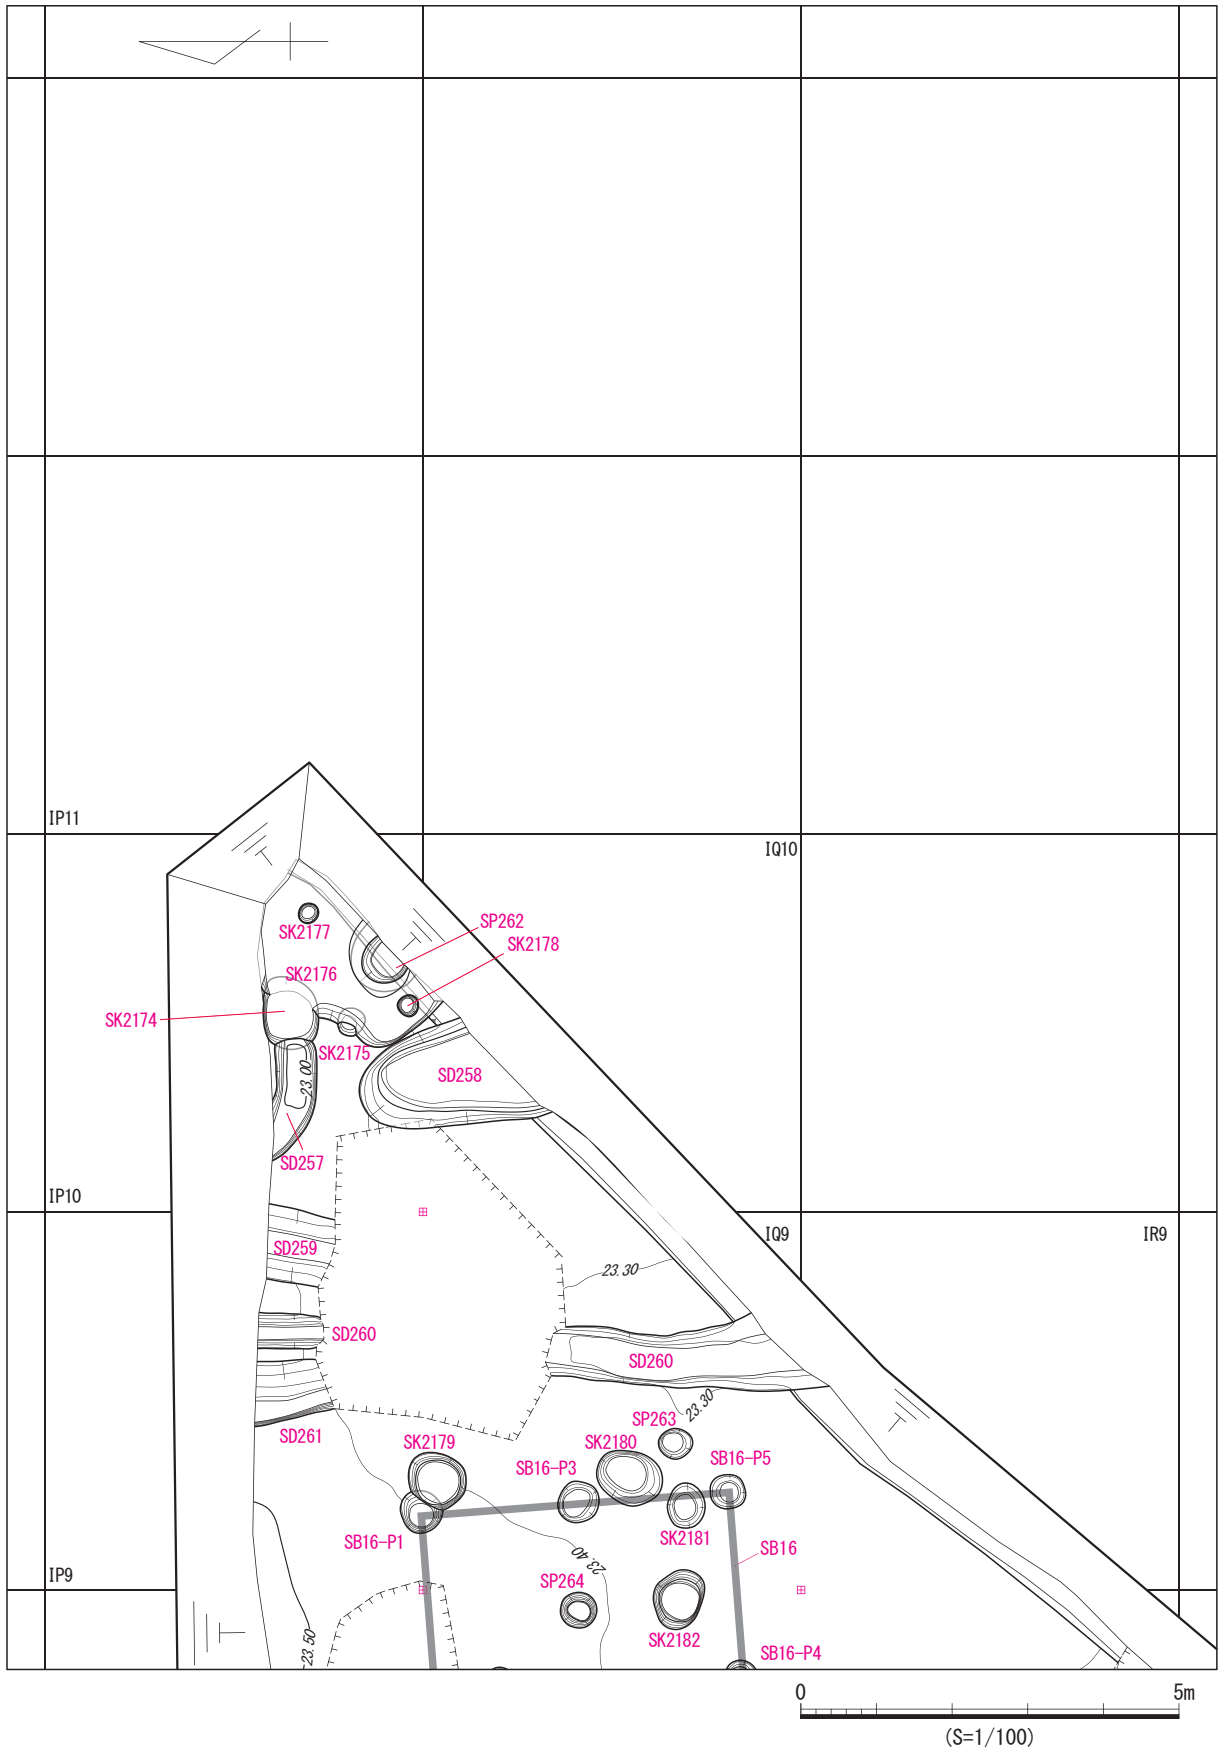 IP11
IQ10
SP262
SK2177
SK2178
SK2176
SK2174
SK2175
SD258
23.00
SD257
IP10
IQ9
IR9
SD259
23.30
SD260
SD260
23.30
SP263
SD261
SK2179
SK2180
SB16-P3
SB16-P5
SB16-P1
SK2181
SB16
23.40
IP9
SP264
SK2182
23.50
SB16-P4
0 5m
(S=1/100)